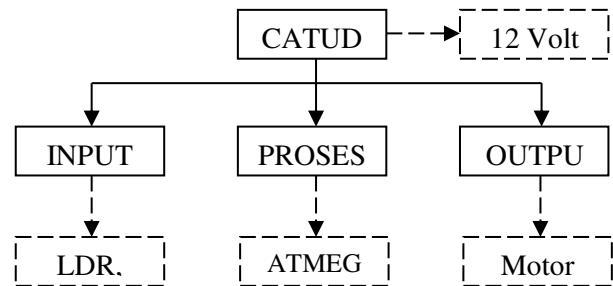 CATUD
12 Volt
INPUT
PROSES
OUTPU
LDR,
ATMEG
Motor